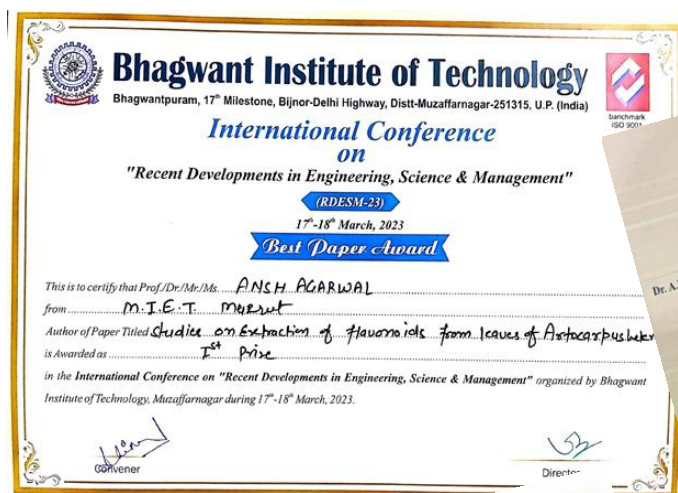 Bhagwant Institute of Technology
Bhagwantpuram, 17th Milestone, Bijnor-Delhi Highway, Distt-Muzaffarnagar-251315, U.P. (India)
banchmark
ISO 9001
International Conference
on
"Recent Developments in Engineering, Science & Management"
(RDESM-23)
17th-18th March, 2023
Best Paper Award
This is to certify that Prof./Dr./Mr./Ms. ANSH AGARWAL
from M.I.E.T. Meerut
Author of Paper Titled Studies on Extraction of flavonoids from leaves of Artocarpus
is Awarded as Ist Prize
in the International Conference on "Recent Developments in Engineering, Science & Management" organized by Bhagwant
Institute of Technology, Muzaffarnagar during 17th-18th March, 2023.
Convener
Director
Dr. A.